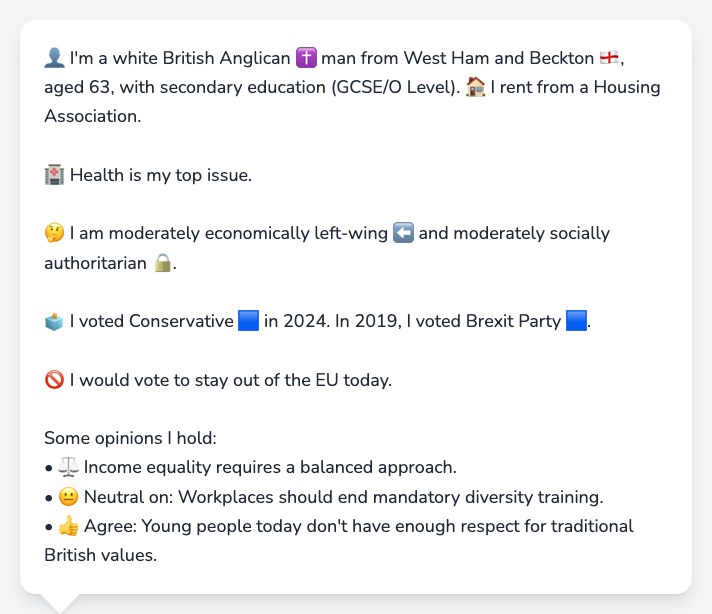 👤 I'm a white British Anglican ✝️ man from West Ham and Beckton 🏴󠁧󠁢󠁥󠁮󠁧󠁿,
aged 63, with secondary education (GCSE/O Level). 🏠 I rent from a Housing
Association.
🏥 Health is my top issue.
🤔 I am moderately economically left-wing ⬅️ and moderately socially
authoritarian 🔒.
🗳️ I voted Conservative 🟦 in 2024. In 2019, I voted Brexit Party 🟦.
🚫 I would vote to stay out of the EU today.
Some opinions I hold:
• ⚖️ Income equality requires a balanced approach.
• 😐 Neutral on: Workplaces should end mandatory diversity training.
• 👍 Agree: Young people today don't have enough respect for traditional
British values.